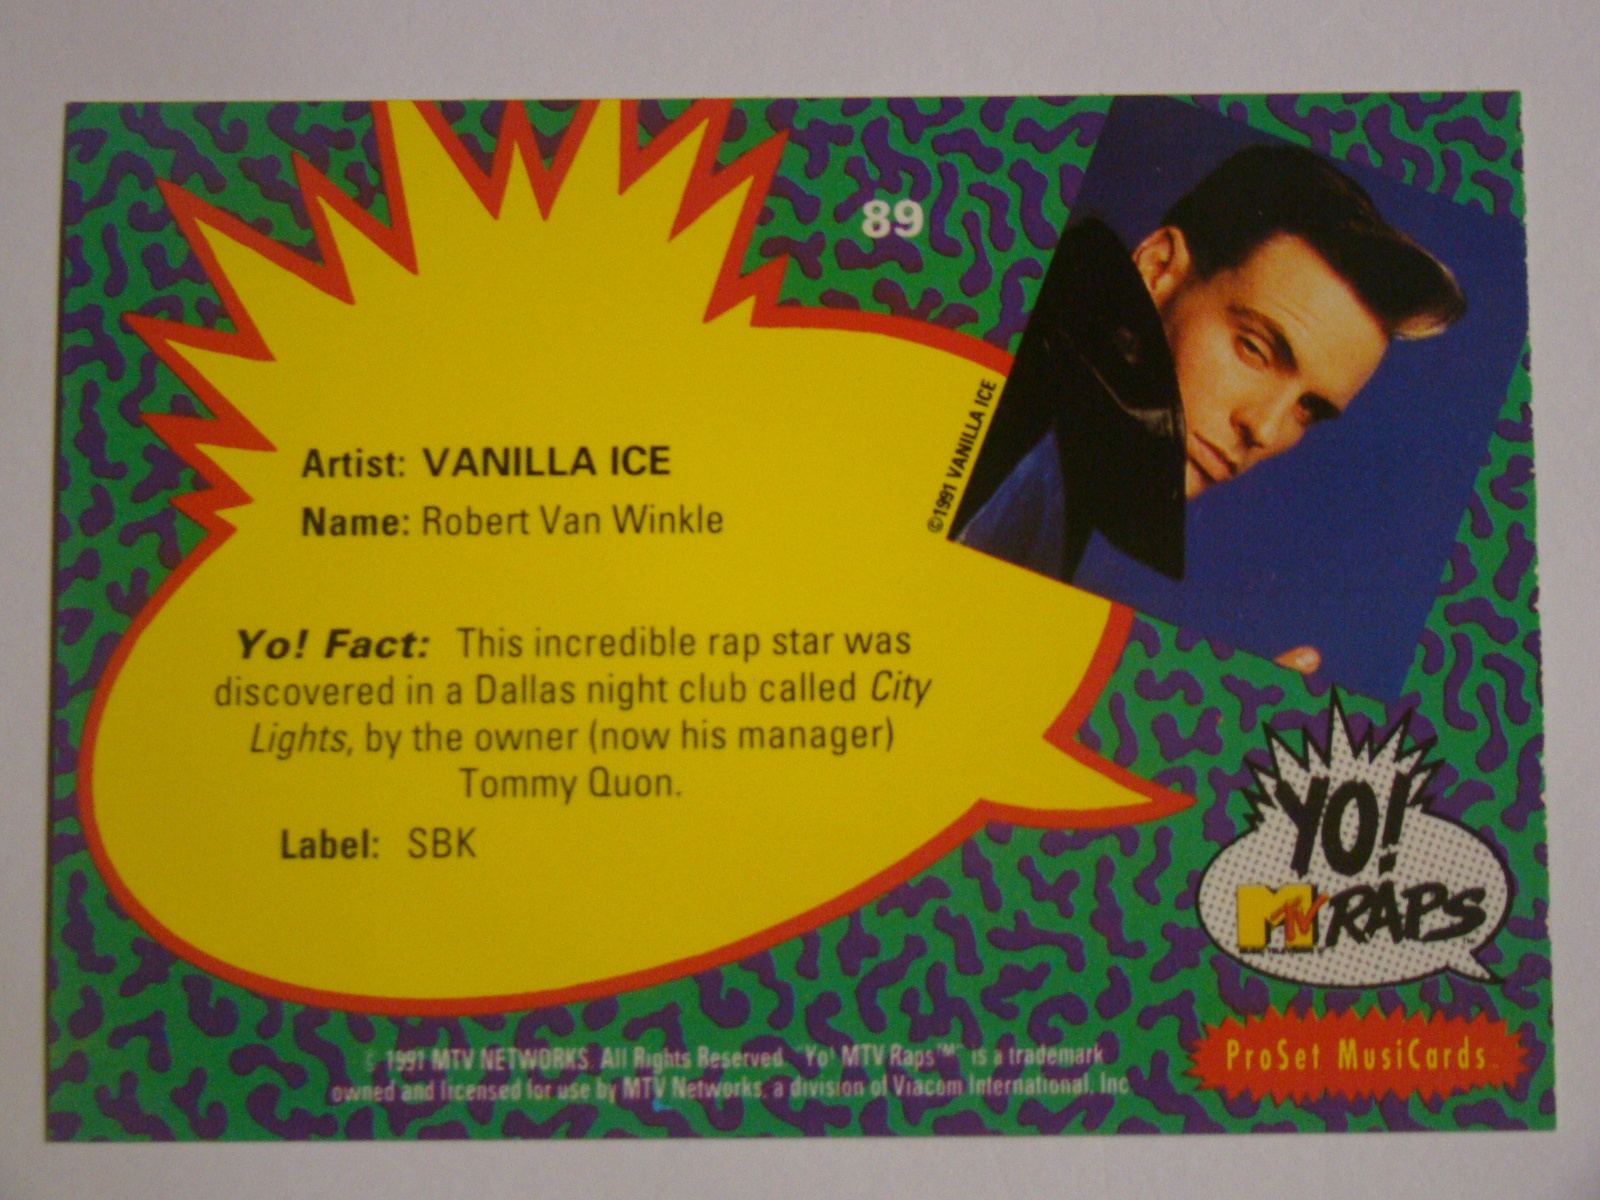 89
©1991 VANILLA ICE
Artist: VANILLA ICE
Name: Robert Van Winkle
Yo! Fact: This incredible rap star was
discovered in a Dallas night club called City
Lights, by the owner (now his manager)
Tommy Quon.
Label: SBK
YO!
MTV RAPS
ProSet MusiCards
© 1991 MTV NETWORKS. All Rights Reserved. "Yo! MTV Raps™" is a trademark
owned and licensed for use by MTV Networks, a division of Viacom International, Inc